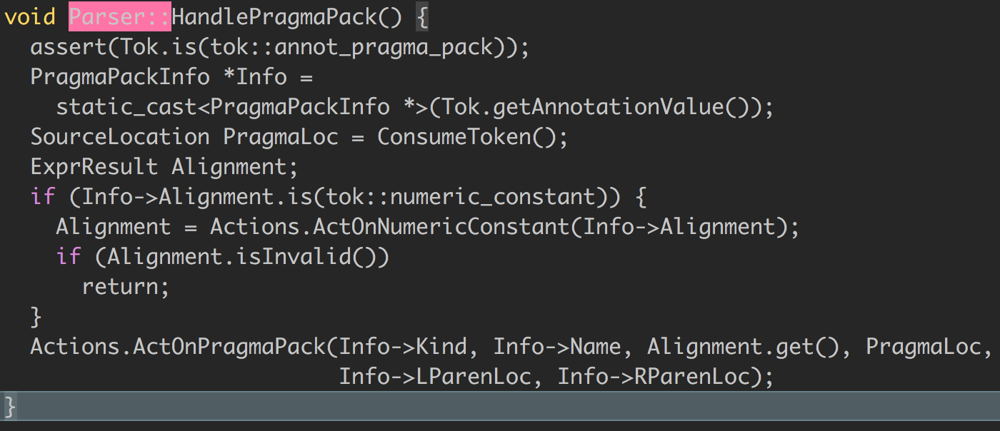 void Parser::HandlePragmaPack() {
  assert(Tok.is(tok::annot_pragma_pack));
  PragmaPackInfo *Info =
    static_cast<PragmaPackInfo *>(Tok.getAnnotationValue());
  SourceLocation PragmaLoc = ConsumeToken();
  ExprResult Alignment;
  if (Info->Alignment.is(tok::numeric_constant)) {
    Alignment = Actions.ActOnNumericConstant(Info->Alignment);
    if (Alignment.isInvalid())
      return;
  }
  Actions.ActOnPragmaPack(Info->Kind, Info->Name, Alignment.get(), PragmaLoc,
                          Info->LParenLoc, Info->RParenLoc);
}